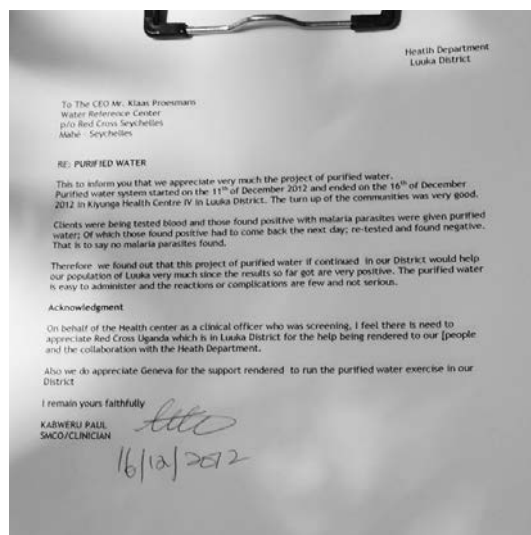 Heatih Department
Luuka District
To The CEO Mr. Klaas Proesmans
Water Reference Center
p/o Red Cross Seychelles
Mahé - Seychelles
RE: PURIFIED WATER
This to inform you that we appreciate very much the project of purified water.
Purified water system started on the 11th of December 2012 and ended on the 16th of December
2012 in Kiyunga Health Centre IV in Luuka District. The turn up of the communities was very good.
Clients were being tested blood and those found positive with malaria parasites were given purified
water; Of which those found positive had to come back the next day; re-tested and found negative.
That is to say no malaria parasites found.
Therefore we found out that this project of purified water if continued in our District would help
our population of Luuka very much since the results so far got are very positive. The purified water
is easy to administer and the reactions or complications are few and not serious.
Acknowledgment
On behalf of the Health center as a clinical officer who was screening, I feel there is need to
appreciate Red Cross Uganda which is in Luuka District for the help being rendered to our [people
and the collaboration with the Heath Department.
Also we do appreciate Geneva for the support rendered to run the purified water exercise in our
District
I remain yours faithfully
KABWERU PAUL
SMCO/CLINICIAN
16/12/2012